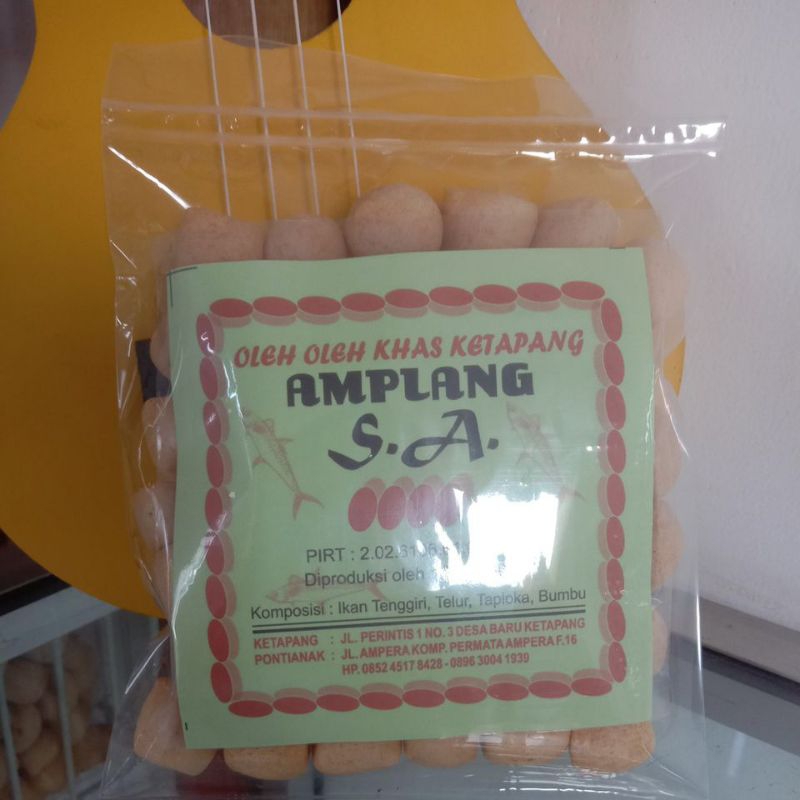 OLEH OLEH KHAS KETAPANG
AMPLANG
S.A.
PIRT : 2.02.6106
Diproduksi oleh
Komposisi : Ikan Tenggiri, Telur, Tapioka, Bumbu
KETAPANG : JL. PERINTIS 1 NO. 3 DESA BARU KETAPANG
PONTIANAK : JL. AMPERA KOMP. PERMATA AMPERA F.16
HP. 0852 4517 8428 - 0896 3004 1939